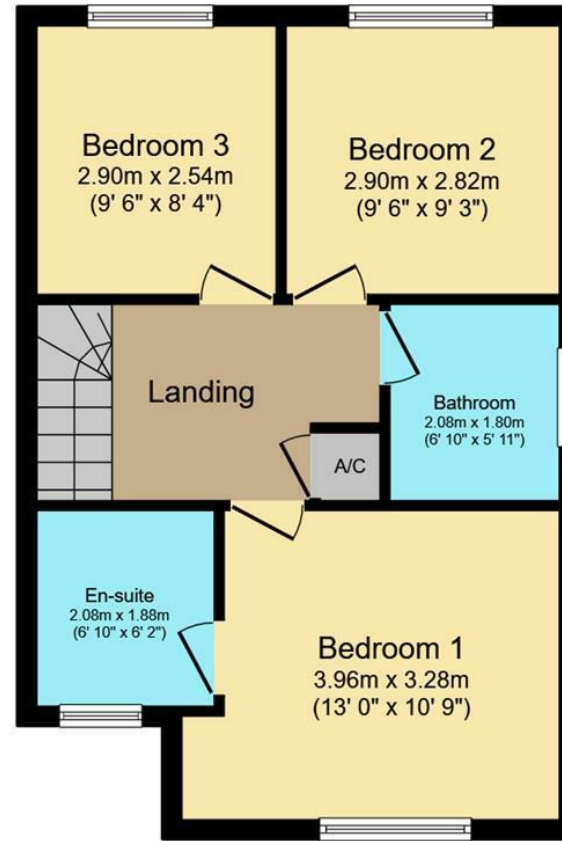 Bedroom 3
2.90m x 2.54m
(9' 6" x 8' 4")
Bedroom 2
2.90m x 2.82m
(9' 6" x 9' 3")
Landing
Bathroom
2.08m x 1.80m
(6' 10" x 5' 11")
A/C
En-suite
2.08m x 1.88m
(6' 10" x 6' 2")
Bedroom 1
3.96m x 3.28m
(13' 0" x 10' 9")